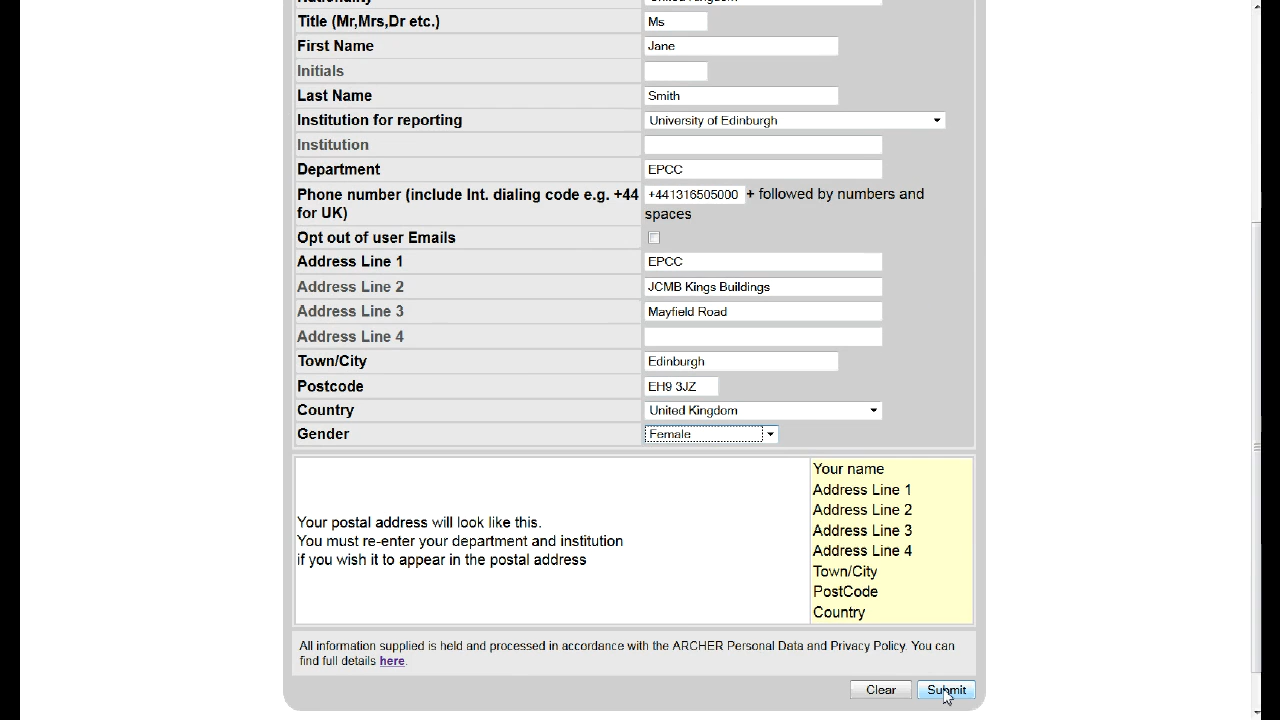 Title (Mr,Mrs,Dr etc.) Ms
First Name Jane
Initials
Last Name Smith
Institution for reporting University of Edinburgh
Institution
Department EPCC
Phone number (include Int. dialing code e.g. +44 for UK) +441316505000 + followed by numbers and spaces
Opt out of user Emails
Address Line 1 EPCC
Address Line 2 JCMB Kings Buildings
Address Line 3 Mayfield Road
Address Line 4
Town/City Edinburgh
Postcode EH9 3JZ
Country United Kingdom
Gender Female
Your postal address will look like this.
You must re-enter your department and institution
if you wish it to appear in the postal address
Your name
Address Line 1
Address Line 2
Address Line 3
Address Line 4
Town/City
PostCode
Country
All information supplied is held and processed in accordance with the ARCHER Personal Data and Privacy Policy. You can
find full details here.
Clear Submit